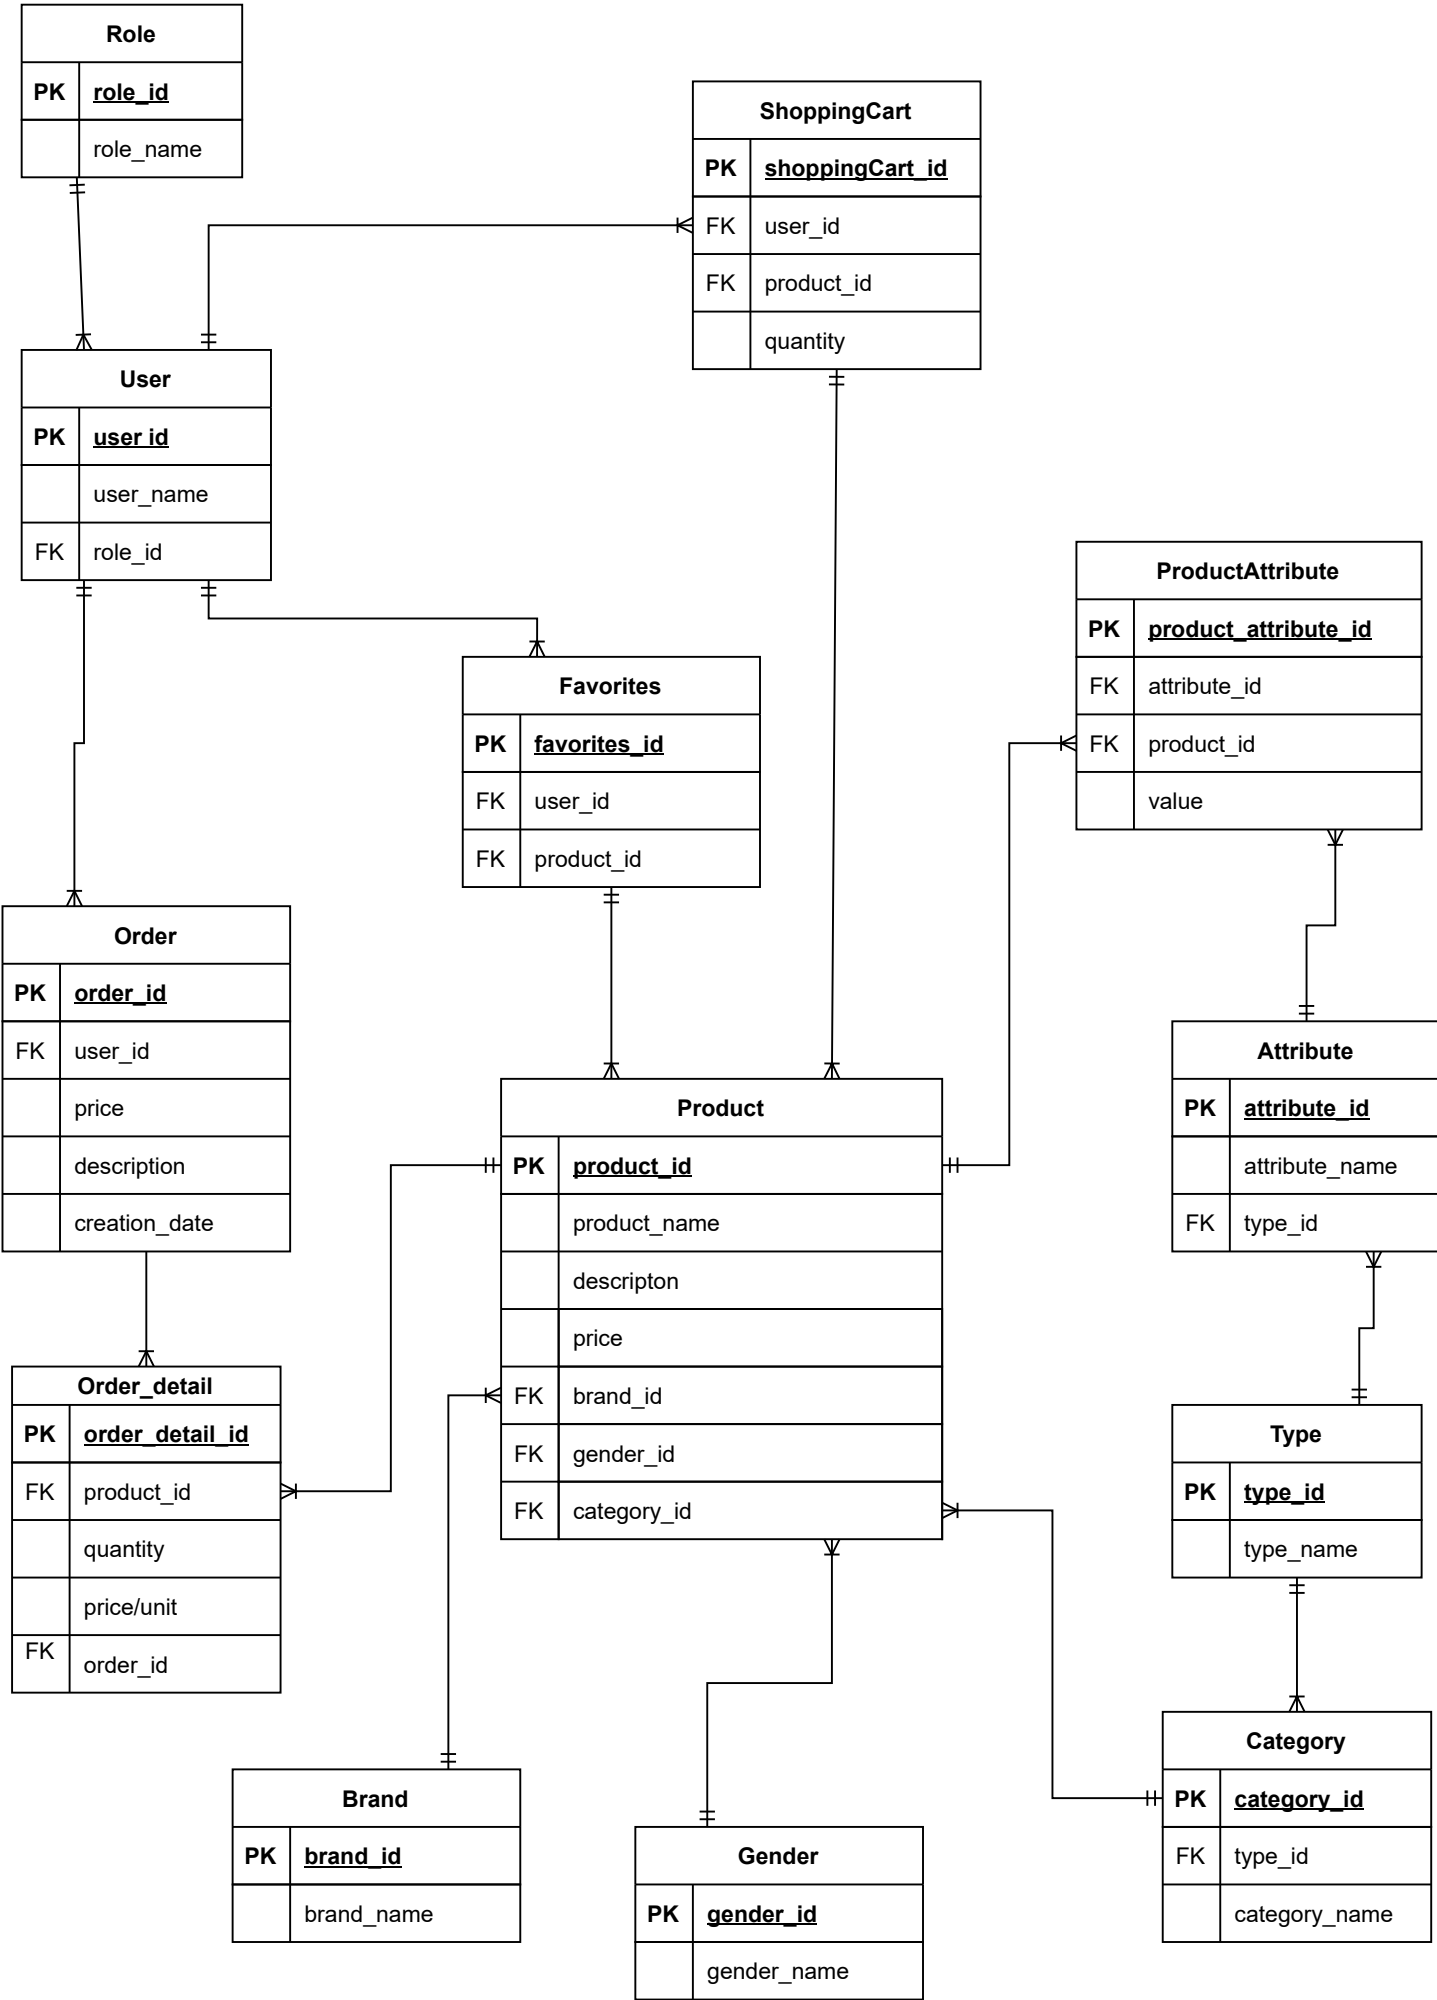 Role
PK role_id
role_name
ShoppingCart
PK shoppingCart_id
FK user_id
FK product_id
quantity
User
PK user id
user_name
FK role_id
ProductAttribute
PK product_attribute_id
FK attribute_id
FK product_id
value
Favorites
PK favorites_id
FK user_id
FK product_id
Order
PK order_id
FK user_id
price
description
creation_date
Attribute
PK attribute_id
attribute_name
FK type_id
Product
PK product_id
product_name
descripton
price
FK brand_id
FK gender_id
FK category_id
Order_detail
PK order_detail_id
FK product_id
quantity
price/unit
FK order_id
Type
PK type_id
type_name
Brand
PK brand_id
brand_name
Gender
PK gender_id
gender_name
Category
PK category_id
FK type_id
category_name